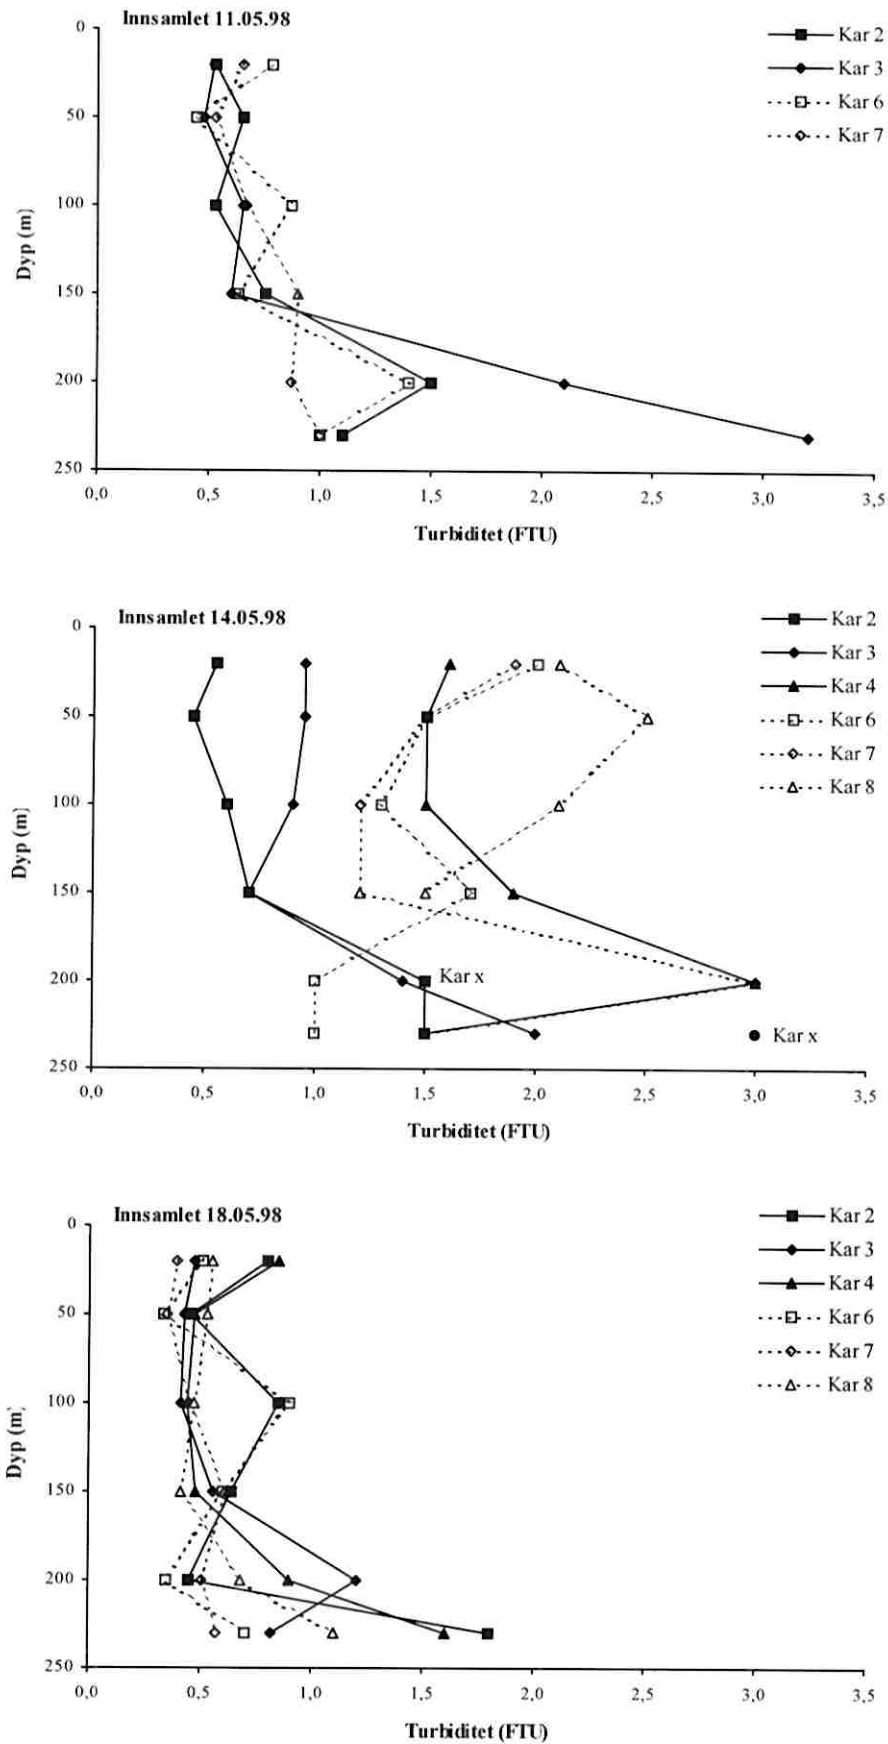 Innsamlet 11.05.98
Kar 2
Kar 3
Kar 6
Kar 7
0
50
100
150
200
250
Dyp (m)
0,0 0,5 1,0 1,5 2,0 2,5 3,0 3,5
Turbiditet (FTU)
Innsamlet 14.05.98
Kar 2
Kar 3
Kar 4
Kar 6
Kar 7
Kar 8
0
50
100
150
200
250
Dyp (m)
Kar x
Kar x
0,0 0,5 1,0 1,5 2,0 2,5 3,0 3,5
Turbiditet (FTU)
Innsamlet 18.05.98
Kar 2
Kar 3
Kar 4
Kar 6
Kar 7
Kar 8
0
50
100
150
200
250
Dyp (m)
0,0 0,5 1,0 1,5 2,0 2,5 3,0 3,5
Turbiditet (FTU)